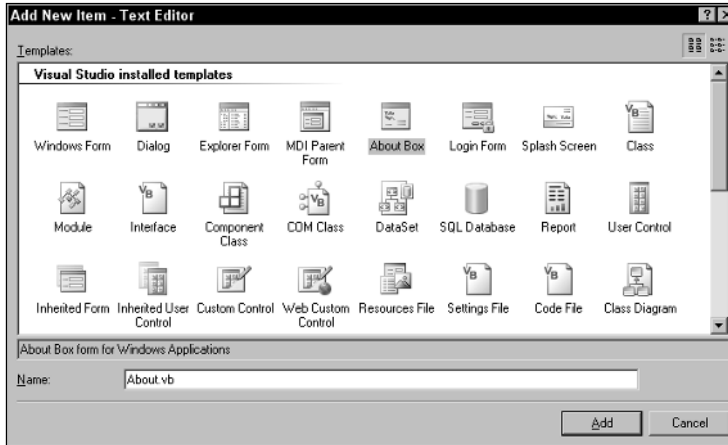 Add New Item - Text Editor
Templates:
Visual Studio installed templates
Windows Form
Dialog
Explorer Form
MDI Parent
Form
About Box
Login Form
Splash Screen
Class
Module
Interface
Component
Class
COM Class
DataSet
SQL Database
Report
User Control
Inherited Form
Inherited User
Control
Custom Control
Web Custom
Control
Resources File
Settings File
Code File
Class Diagram
About Box form for Windows Applications
Name:
About.vb
Add
Cancel